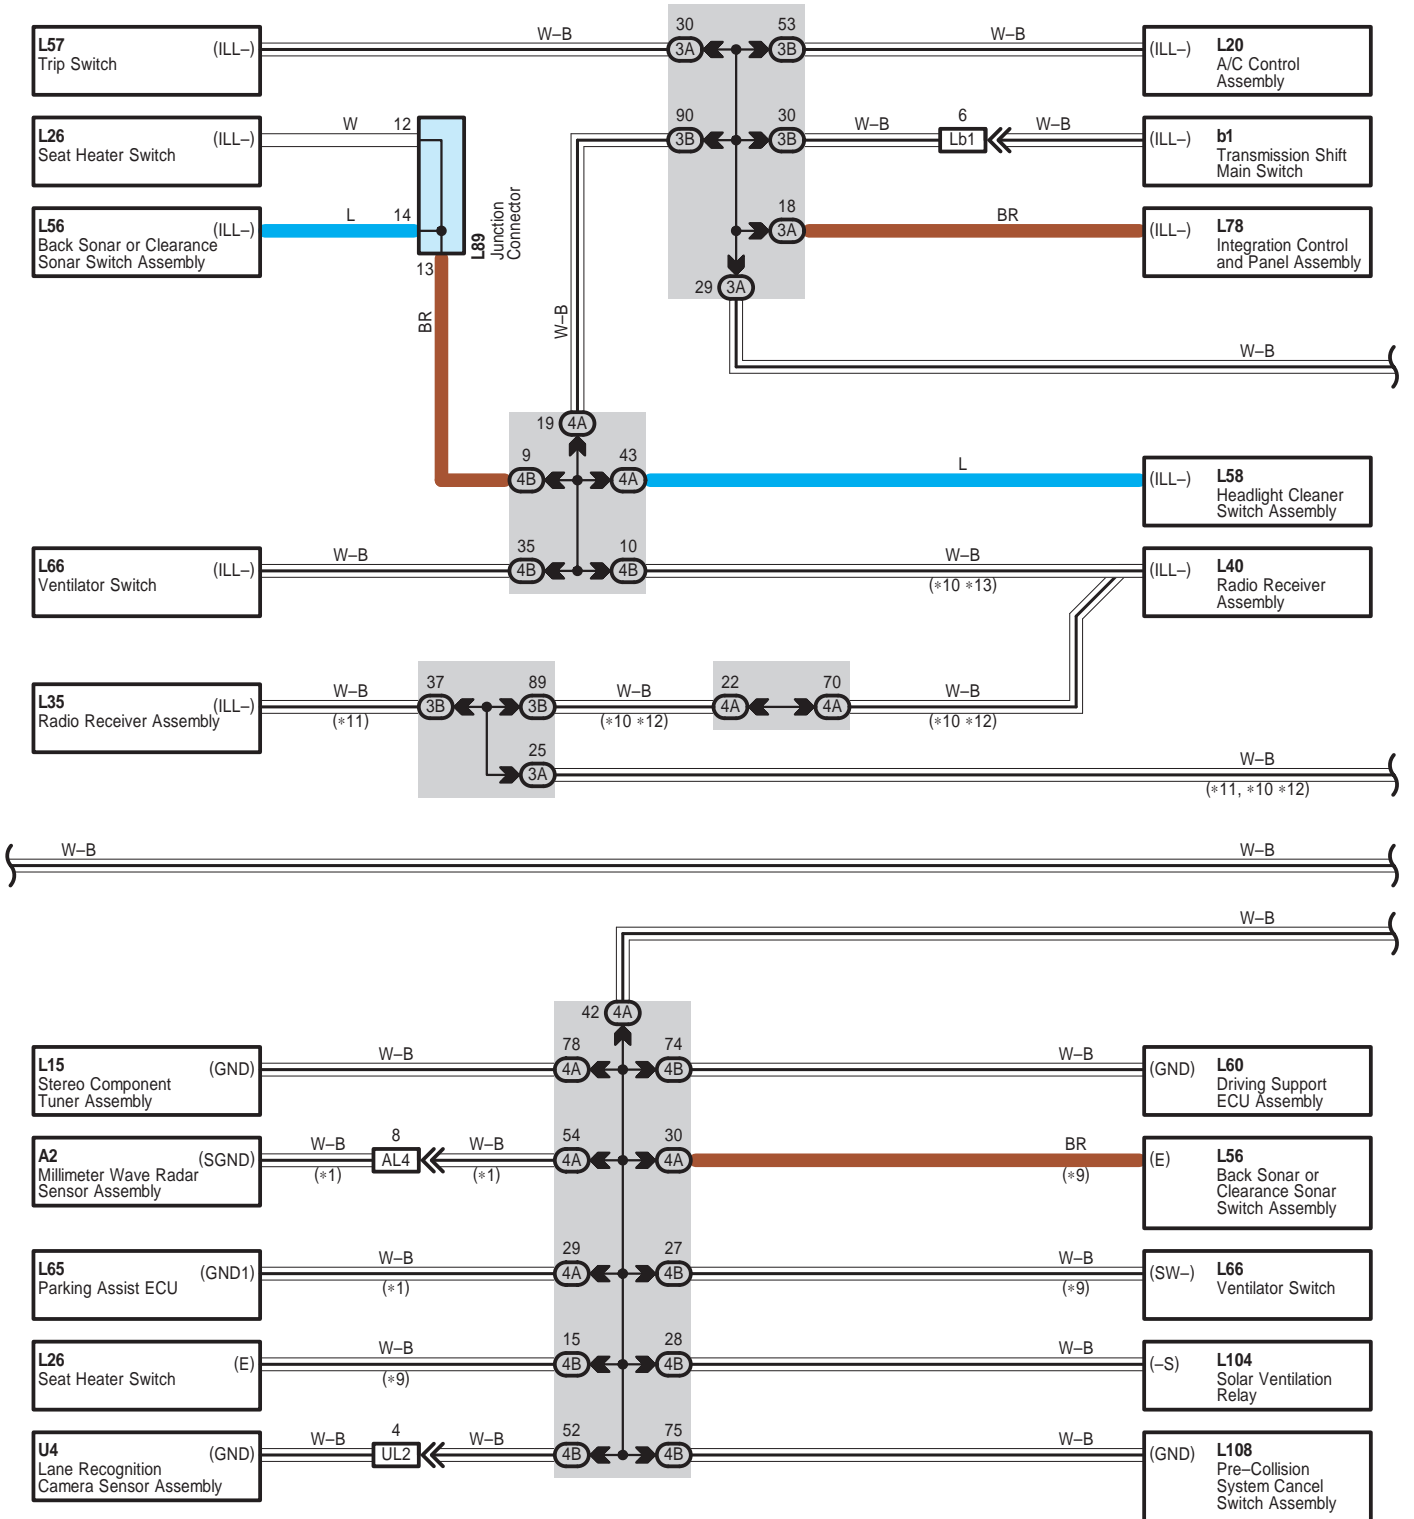 30
53
L57
Trip Switch
(ILL–)
W–B
3A
3B
W–B
(ILL–)
L20
A/C Control
Assembly
L26
Seat Heater Switch
(ILL–)
W
12
90
3B
30
3B
W–B
6
Lb1
W–B
(ILL–)
b1
Transmission Shift
Main Switch
L56
Back Sonar or Clearance
Sonar Switch Assembly
(ILL–)
L
14
13
L89
Junction
Connector
18
3A
BR
(ILL–)
L78
Integration Control
and Panel Assembly
29
3A
BR
W–B
W–B
19
4A
9
4B
43
4A
L
(ILL–)
L58
Headlight Cleaner
Switch Assembly
L66
Ventilator Switch
(ILL–)
W–B
35
4B
10
4B
W–B
(*10 *13)
(ILL–)
L40
Radio Receiver
Assembly
L35
Radio Receiver Assembly
(ILL–)
W–B
(*11)
37
3B
89
3B
W–B
(*10 *12)
22
4A
70
4A
W–B
(*10 *12)
25
3A
W–B
(*11, *10 *12)
W–B
W–B
W–B
42
4A
L15
Stereo Component
Tuner Assembly
(GND)
W–B
78
4A
74
4B
W–B
(GND)
L60
Driving Support
ECU Assembly
A2
Millimeter Wave Radar
Sensor Assembly
(SGND)
W–B
(*1)
8
AL4
W–B
(*1)
54
4A
30
4A
BR
(*9)
(E)
L56
Back Sonar or
Clearance Sonar
Switch Assembly
L65
Parking Assist ECU
(GND1)
W–B
(*1)
29
4A
27
4B
W–B
(*9)
(SW–)
L66
Ventilator Switch
L26
Seat Heater Switch
(E)
W–B
(*9)
15
4B
28
4B
W–B
(–S)
L104
Solar Ventilation
Relay
U4
Lane Recognition
Camera Sensor Assembly
(GND)
W–B
4
UL2
W–B
52
4B
75
4B
W–B
(GND)
L108
Pre–Collision
System Cancel
Switch Assembly